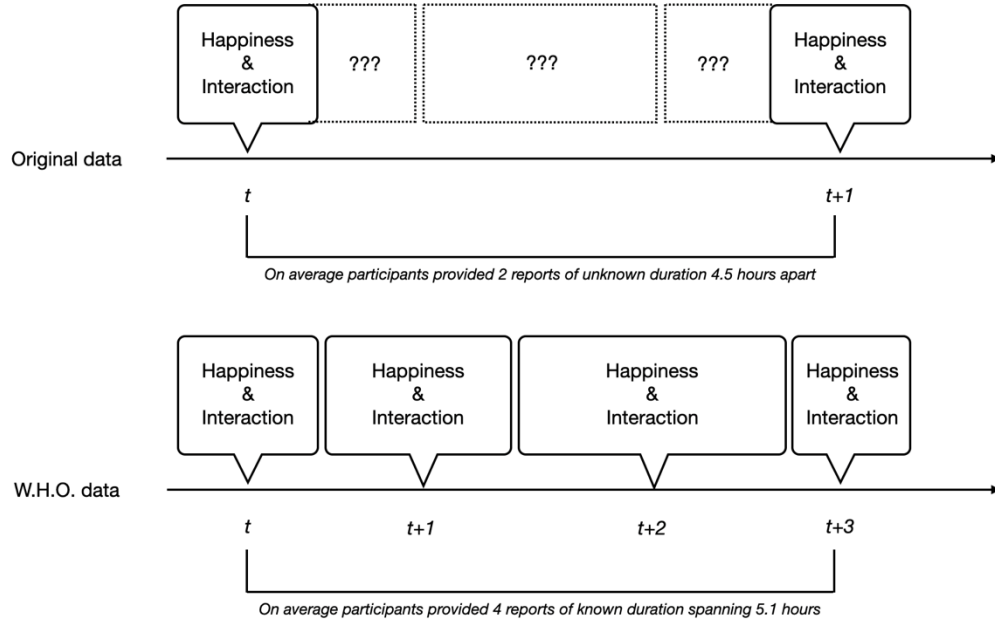 Happiness
&
Interaction
???
???
???
Happiness
&
Interaction
Original data
t
t+1
On average participants provided 2 reports of unknown duration 4.5 hours apart
Happiness
&
Interaction
Happiness
&
Interaction
Happiness
&
Interaction
Happiness
&
Interaction
W.H.O. data
t
t+1
t+2
t+3
On average participants provided 4 reports of known duration spanning 5.1 hours